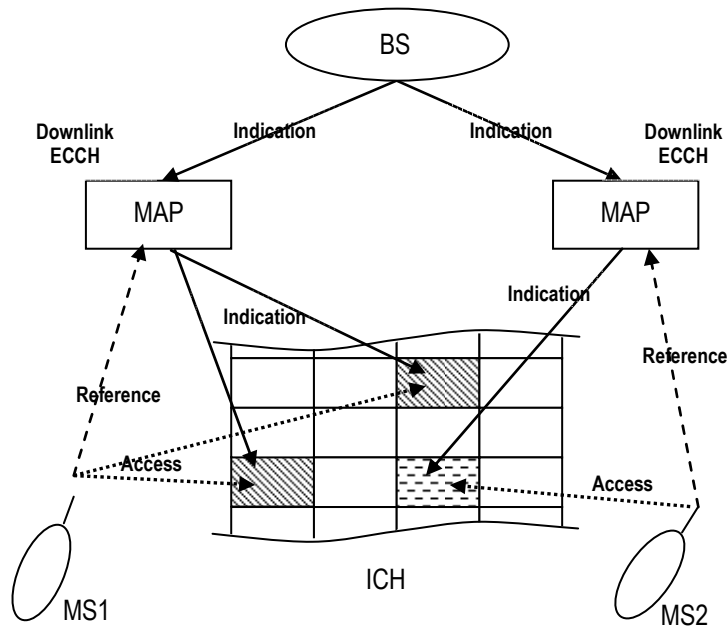 BS
Downlink
ECCH
Indication
Indication
Downlink
ECCH
MAP
MAP
Indication
Indication
Reference
Reference
Access
Access
ICH
MS1
MS2